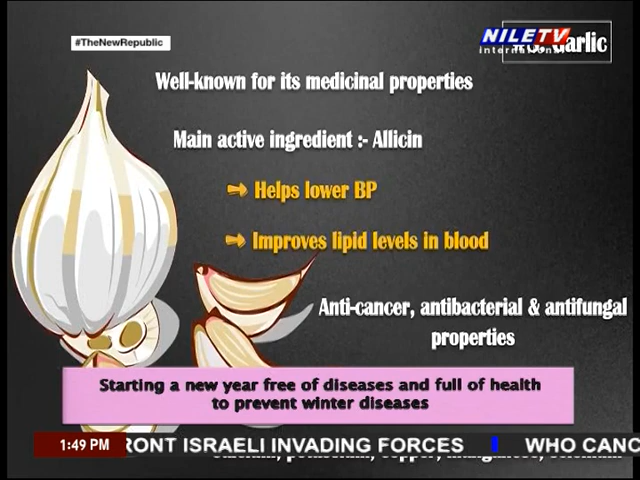 #TheNewRepublic
NILE TV
international
Garlic
Well-known for its medicinal properties
Main active ingredient :- Allicin
Helps lower BP
Improves lipid levels in blood
Anti-cancer, antibacterial & antifungal
properties
Starting a new year free of diseases and full of health
to prevent winter diseases
1:49 PM RONT ISRAELI INVADING FORCES WHO CANC